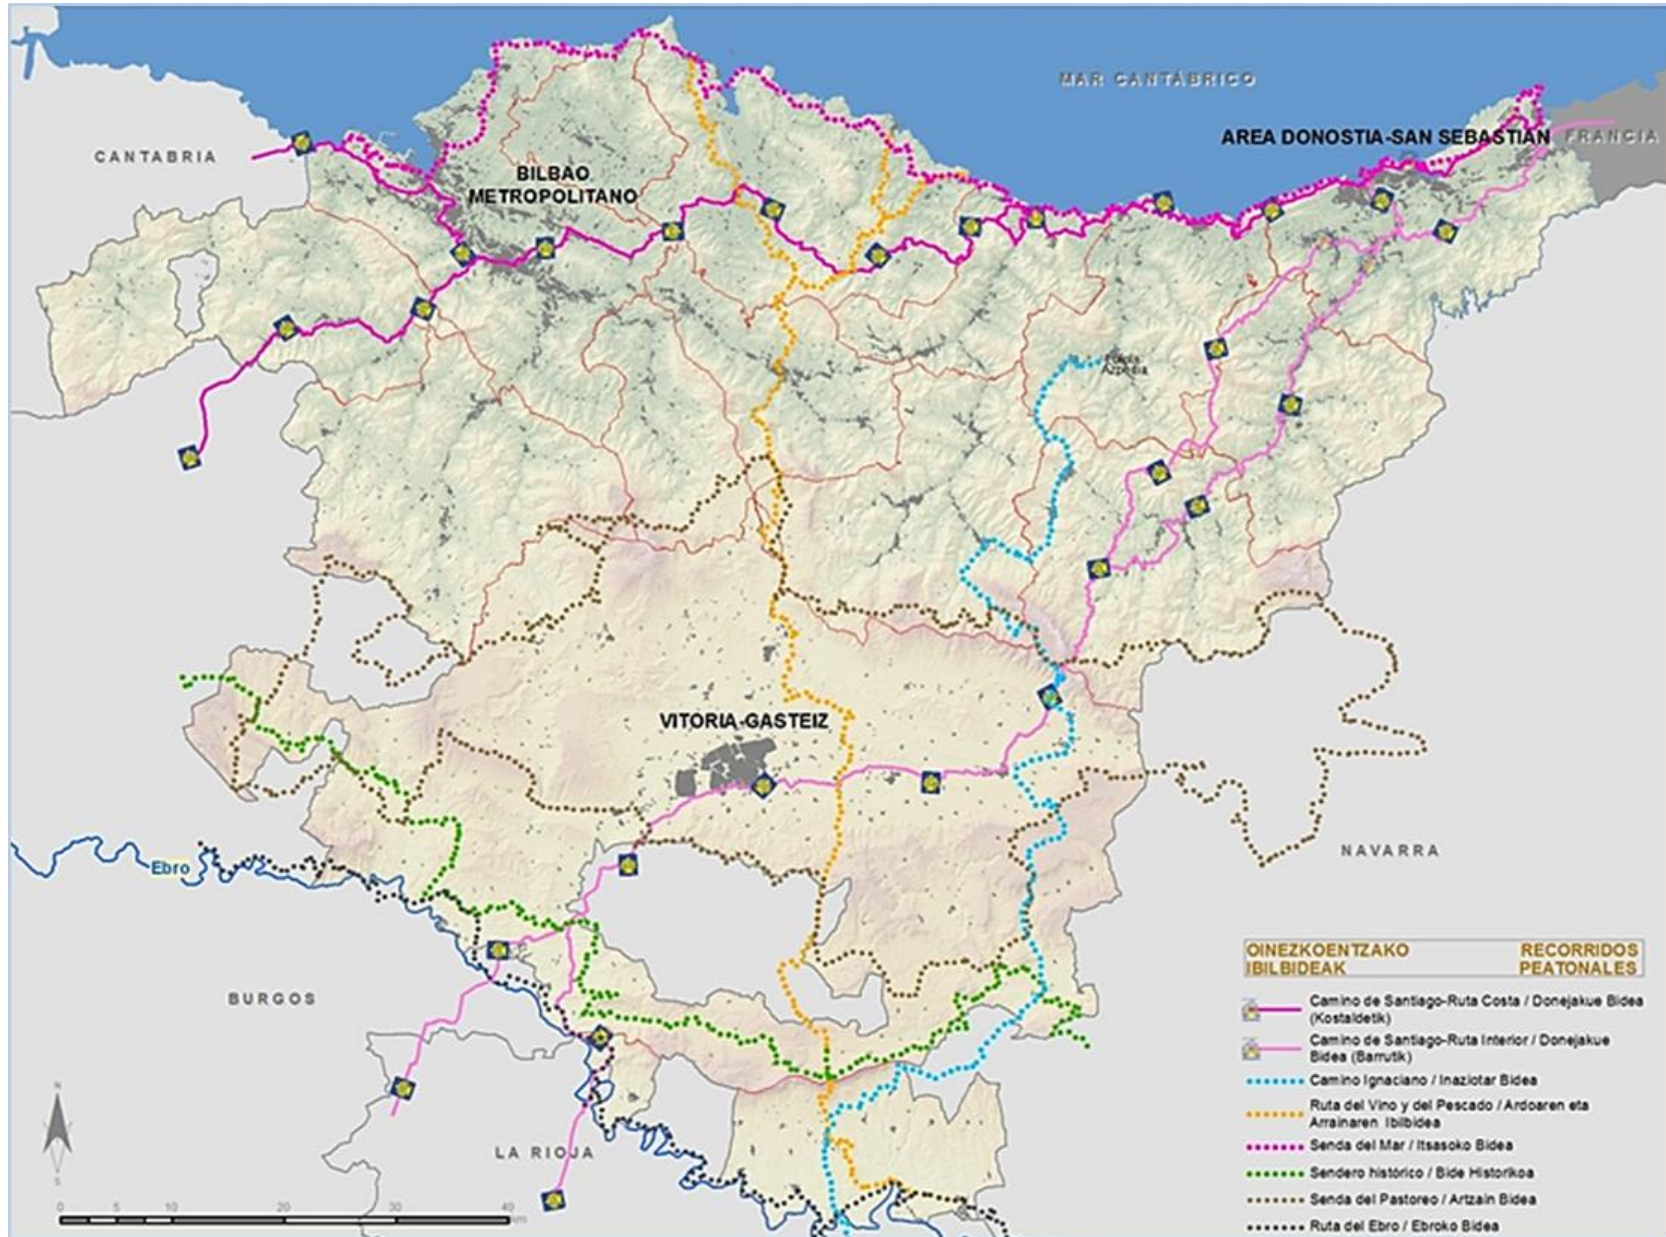 MAR CANTÁBRICO
AREA DONOSTIA-SAN SEBASTIÁN
FRANCIA
CANTABRIA
BILBAO
METROPOLITANO
Azpeitia
VITORIA-GASTEIZ
NAVARRA
Ebro
BURGOS
LA RIOJA
OINEZKOENTZAKO IBILBIDEAK
RECORRIDOS PEATONALES
Camino de Santiago-Ruta Costa / Donejakue Bidea
(Kostaldetik)
Camino de Santiago-Ruta Interior / Donejakue
Bidea (Barrutik)
Camino Ignaciano / Inaziotar Bidea
Ruta del Vino y del Pescado / Ardoaren eta
Arrainaren Ibilbidea
Senda del Mar / Itsasoko Bidea
Sendero histórico / Bide Historikoa
Senda del Pastoreo / Artzain Bidea
Ruta del Ebro / Ebroko Bidea
N
S
0 5 10 20 30 40
km